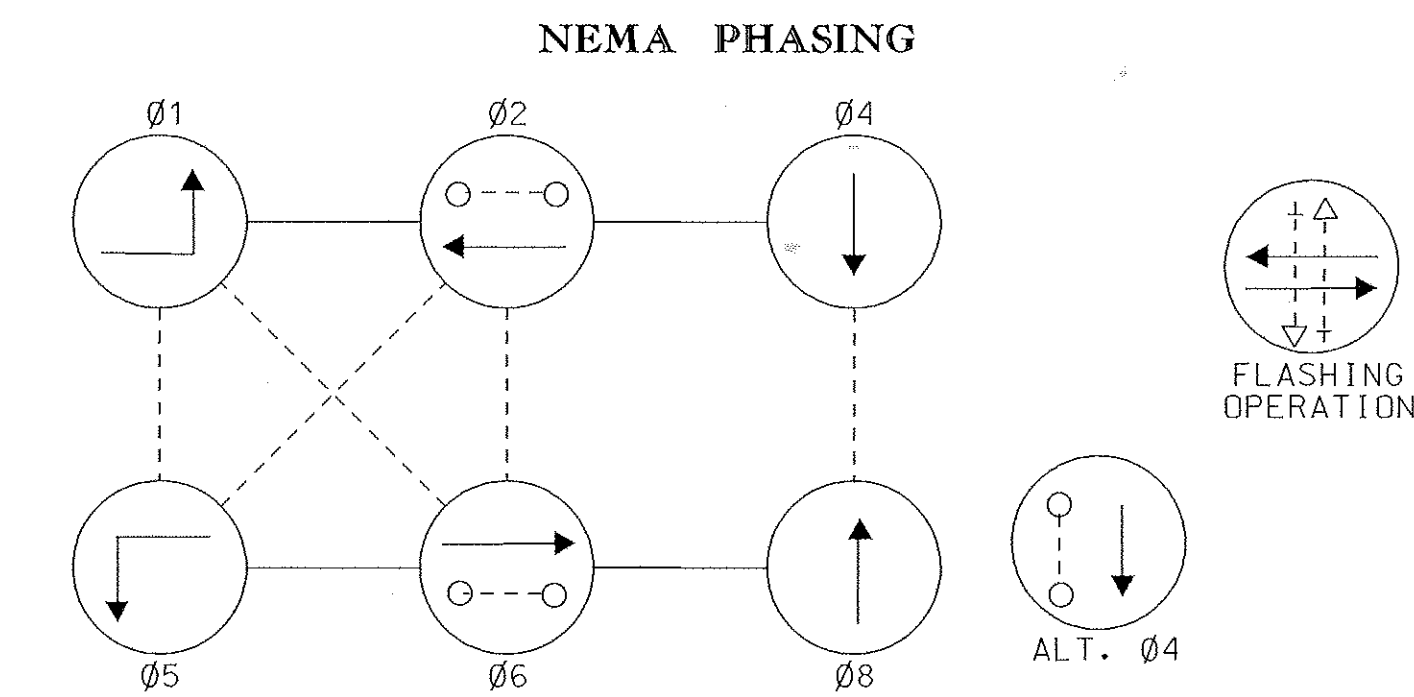 NEMA PHASING
Ø1
Ø2
Ø4
FLASHING
OPERATION
Ø5
Ø6
Ø8
ALT. Ø4